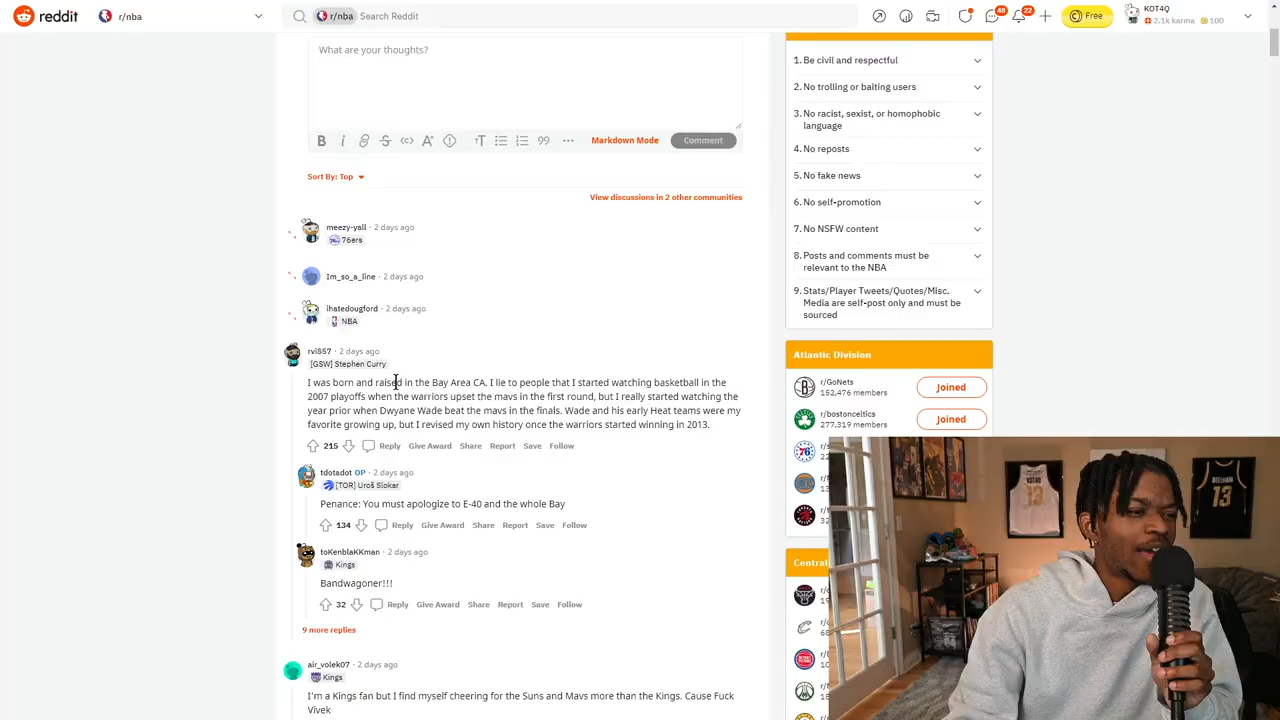 reddit
r/nba
r/nba Search Reddit
48
22
Free
KOT4Q
2.1k karma 100
What are your thoughts?
Markdown Mode
Comment
Sort By: Top
View discussions in 2 other communities
meezy-yall · 2 days ago
76ers
Im_so_a_line · 2 days ago
ihatedougford · 2 days ago
NBA
rvi857 · 2 days ago
[GSW] Stephen Curry
I was born and raised in the Bay Area CA. I lie to people that I started watching basketball in the
2007 playoffs when the warriors upset the mavs in the first round, but I really started watching the
year prior when Dwyane Wade beat the mavs in the finals. Wade and his early Heat teams were my
favorite growing up, but I revised my own history once the warriors started winning in 2013.
215 Reply Give Award Share Report Save Follow
tdotadot OP · 2 days ago
[TOR] Uroš Slokar
Penance: You must apologize to E-40 and the whole Bay
134 Reply Give Award Share Report Save Follow
toKenblaKKman · 2 days ago
Kings
Bandwagoner!!!
32 Reply Give Award Share Report Save Follow
9 more replies
air_volek07 · 2 days ago
Kings
I'm a Kings fan but I find myself cheering for the Suns and Mavs more than the Kings. Cause Fuck
Vivek
1. Be civil and respectful
2. No trolling or baiting users
3. No racist, sexist, or homophobic
language
4. No reposts
5. No fake news
6. No self-promotion
7. No NSFW content
8. Posts and comments must be
relevant to the NBA
9. Stats/Player Tweets/Quotes/Misc.
Media are self-post only and must be
sourced
Atlantic Division
r/GoNets
152,476 members
Joined
r/bostonceltics
277,319 members
Joined
Central
KOT4Q
13
BEELHAM
13